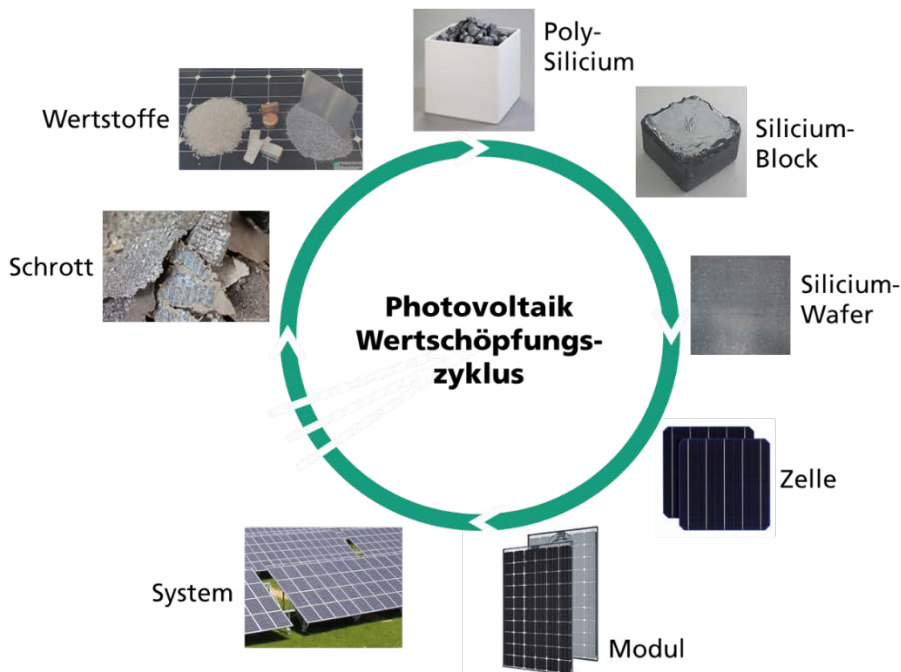 Poly-
Silicium
Silicium-
Block
Silicium-
Wafer
Zelle
Modul
System
Schrott
Wertstoffe
Photovoltaik
Wertschöpfungs-
zyklus